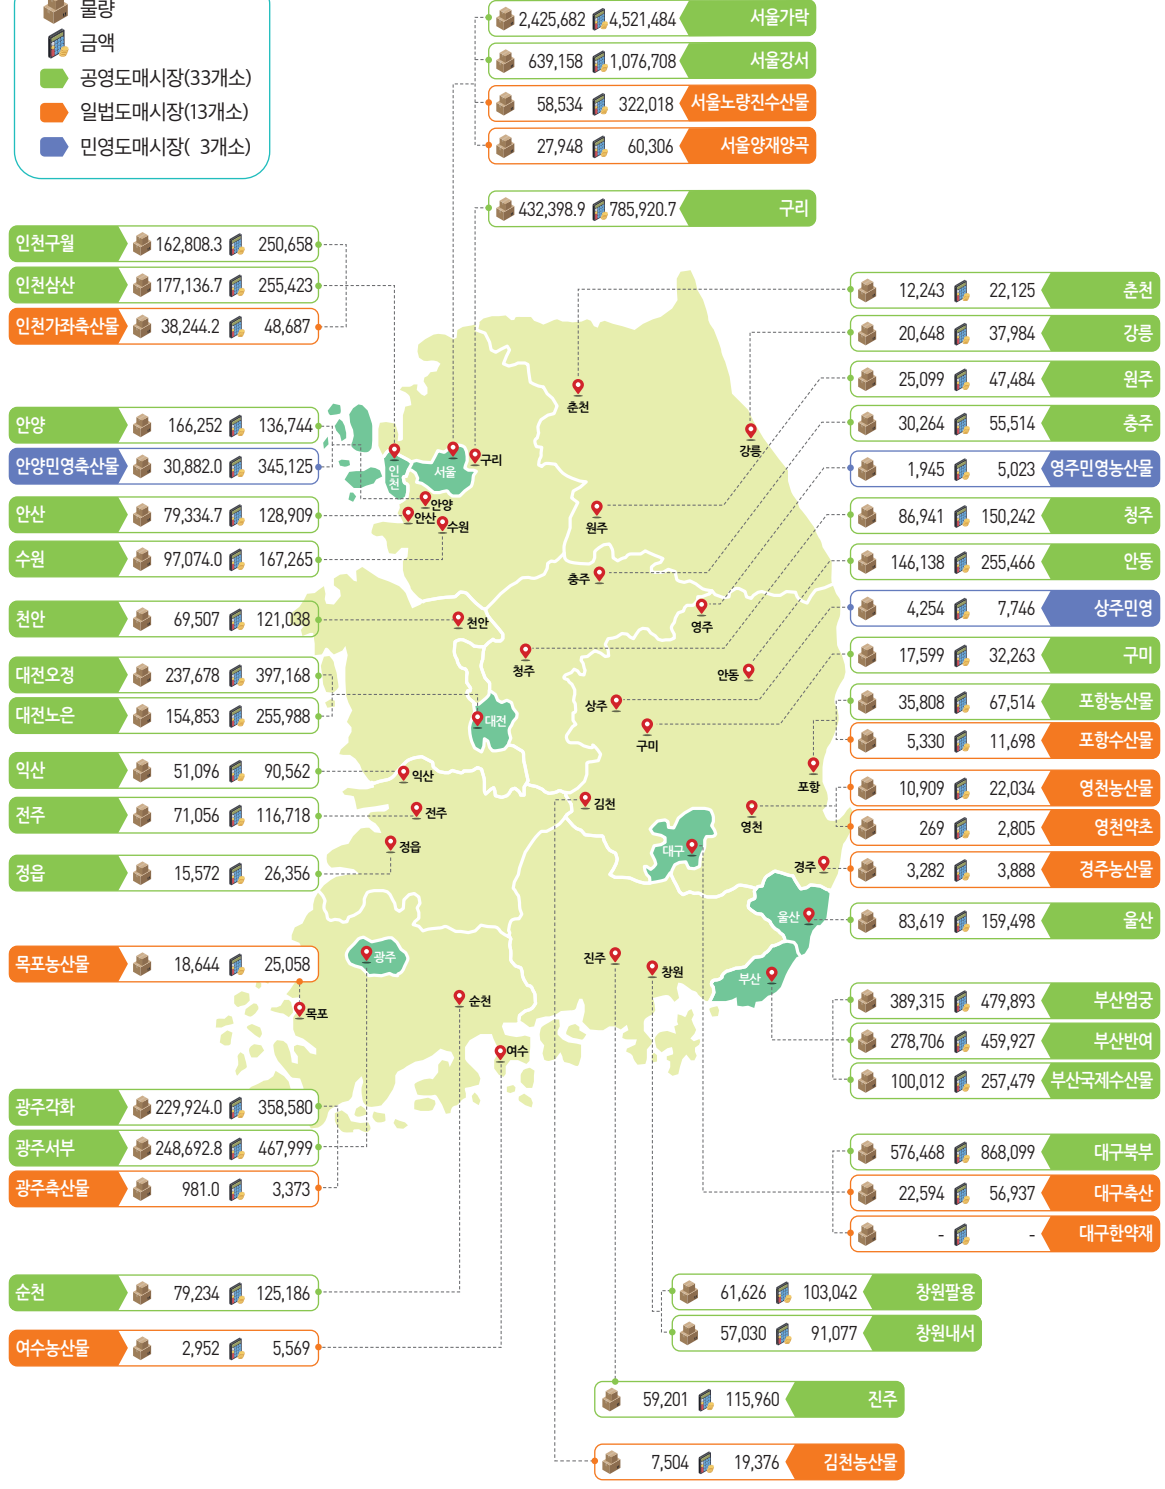 물량
금액
공영도매시장(33개소)
일법도매시장(13개소)
민영도매시장( 3개소)
2,425,682 4,521,484 서울가락
639,158 1,076,708 서울강서
58,534 322,018 서울노량진수산물
27,948 60,306 서울양재양곡
432,398.9 785,920.7 구리
인천구월 162,808.3 250,658
인천삼산 177,136.7 255,423
인천가좌축산물 38,244.2 48,687
안양 166,252 136,744
안양민영축산물 30,882.0 345,125
안산 79,334.7 128,909
수원 97,074.0 167,265
천안 69,507 121,038
대전오정 237,678 397,168
대전노은 154,853 255,988
익산 51,096 90,562
전주 71,056 116,718
정읍 15,572 26,356
목포농산물 18,644 25,058
광주각화 229,924.0 358,580
광주서부 248,692.8 467,999
광주축산물 981.0 3,373
순천 79,234 125,186
여수농산물 2,952 5,569
12,243 22,125 춘천
20,648 37,984 강릉
25,099 47,484 원주
30,264 55,514 충주
1,945 5,023 영주민영농산물
86,941 150,242 청주
146,138 255,466 안동
4,254 7,746 상주민영
17,599 32,263 구미
35,808 67,514 포항농산물
5,330 11,698 포항수산물
10,909 22,034 영천농산물
269 2,805 영천약초
3,282 3,888 경주농산물
83,619 159,498 울산
389,315 479,893 부산엄궁
278,706 459,927 부산반여
100,012 257,479 부산국제수산물
576,468 868,099 대구북부
22,594 56,937 대구축산
- - 대구한약재
61,626 103,042 창원팔용
57,030 91,077 창원내서
59,201 115,960 진주
7,504 19,376 김천농산물
춘천
강릉
인천
서울
구리
안양
안산
수원
원주
충주
영주
천안
청주
안동
상주
대전
구미
익산
포항
김천
전주
영천
정읍
대구
경주
울산
광주
진주
창원
부산
순천
목포
여수